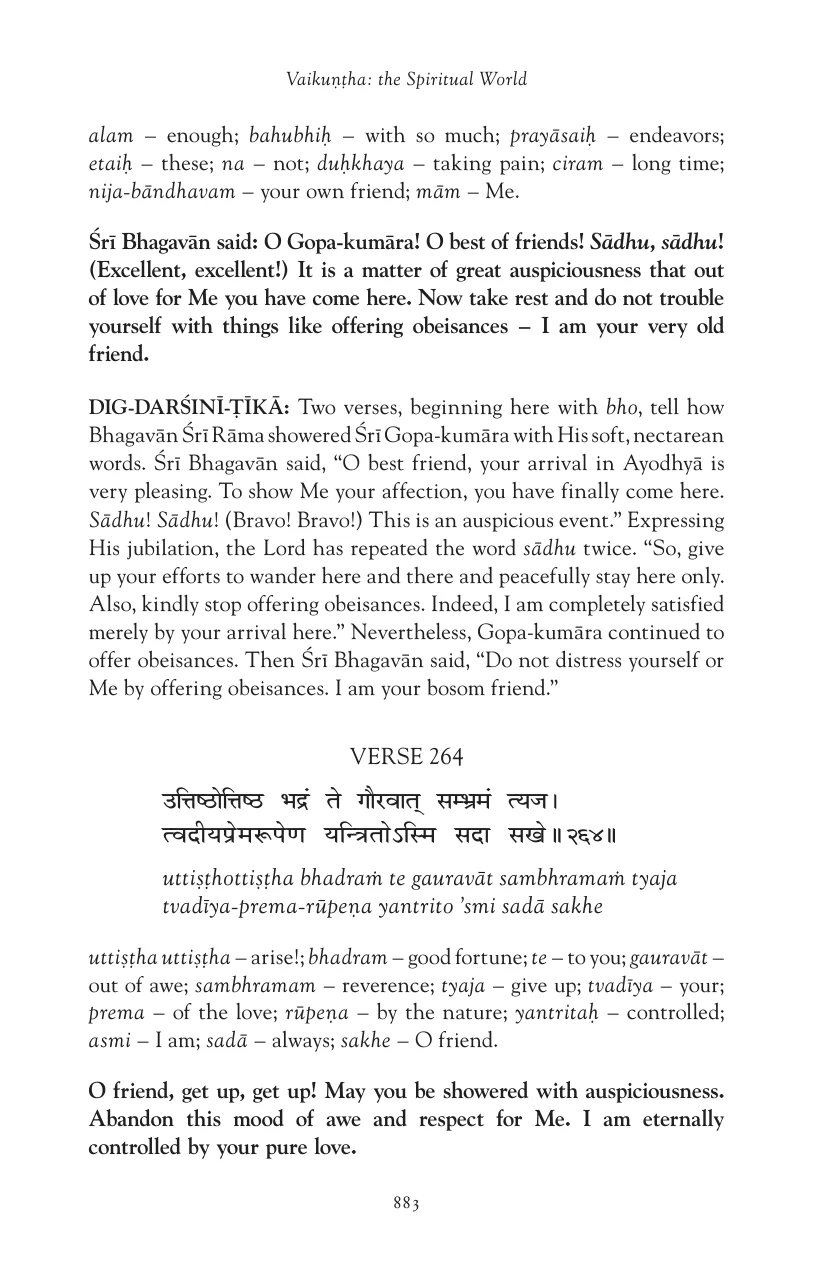 Vaikuṇṭha: the Spiritual World
alam – enough; bahubhiḥ – with so much; prayāsaiḥ – endeavors;
etaiḥ – these; na – not; duḥkhaya – taking pain; ciram – long time;
nija-bāndhavam – your own friend; mām – Me.
Śrī Bhagavān said: O Gopa-kumāra! O best of friends! Sādhu, sādhu!
(Excellent, excellent!) It is a matter of great auspiciousness that out
of love for Me you have come here. Now take rest and do not trouble
yourself with things like offering obeisances – I am your very old
friend.
DIG-DARŚINĪ-ṬĪKĀ: Two verses, beginning here with bho, tell how
Bhagavān Śrī Rāma showered Śrī Gopa-kumāra with His soft, nectarean
words. Śrī Bhagavān said, “O best friend, your arrival in Ayodhyā is
very pleasing. To show Me your affection, you have finally come here.
Sādhu! Sādhu! (Bravo! Bravo!) This is an auspicious event.” Expressing
His jubilation, the Lord has repeated the word sādhu twice. “So, give
up your efforts to wander here and there and peacefully stay here only.
Also, kindly stop offering obeisances. Indeed, I am completely satisfied
merely by your arrival here.” Nevertheless, Gopa-kumāra continued to
offer obeisances. Then Śrī Bhagavān said, “Do not distress yourself or
Me by offering obeisances. I am your bosom friend.”
VERSE 264
उत्तिष्ठोत्तिष्ठ भद्रं ते गौरवात् सम्भ्रमं त्यज।
त्वदीयप्रेमरूपेण यन्त्रितोऽस्मि सदा सखे॥२६४॥
uttiṣṭhottiṣṭha bhadraṁ te gauravāt sambhramaṁ tyaja
tvadīya-prema-rūpeṇa yantrito ’smi sadā sakhe
uttiṣṭha uttiṣṭha – arise!; bhadram – good fortune; te – to you; gauravāt –
out of awe; sambhramam – reverence; tyaja – give up; tvadīya – your;
prema – of the love; rūpeṇa – by the nature; yantritaḥ – controlled;
asmi – I am; sadā – always; sakhe – O friend.
O friend, get up, get up! May you be showered with auspiciousness.
Abandon this mood of awe and respect for Me. I am eternally
controlled by your pure love.
883